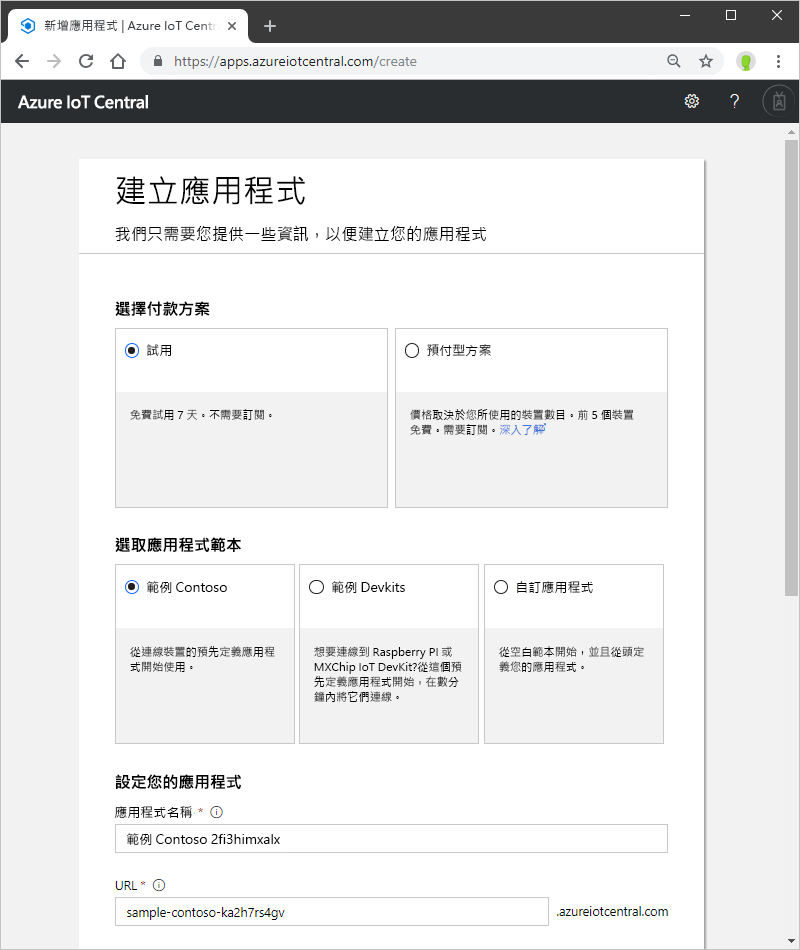 新增應用程式 | Azure IoT Cent
https://apps.azureiotcentral.com/create
Azure IoT Central
建立應用程式
我們只需要您提供一些資訊，以便建立您的應用程式
選擇付款方案
試用
免費試用 7 天。不需要訂閱。
預付型方案
價格取決於您所使用的裝置數目。前 5 個裝置
免費。需要訂閱。深入了解
選取應用程式範本
範例 Contoso
從連線裝置的預先定義應用程
式開始使用。
範例 Devkits
想要連線到 Raspberry PI 或
MXChip IoT DevKit?從這個預
先定義應用程式開始，在數分
鐘內將它們連線。
自訂應用程式
從空白範本開始，並且從頭定
義您的應用程式。
設定您的應用程式
應用程式名稱 *
範例 Contoso 2fi3himxalx
URL *
sample-contoso-ka2h7rs4gv
.azureiotcentral.com